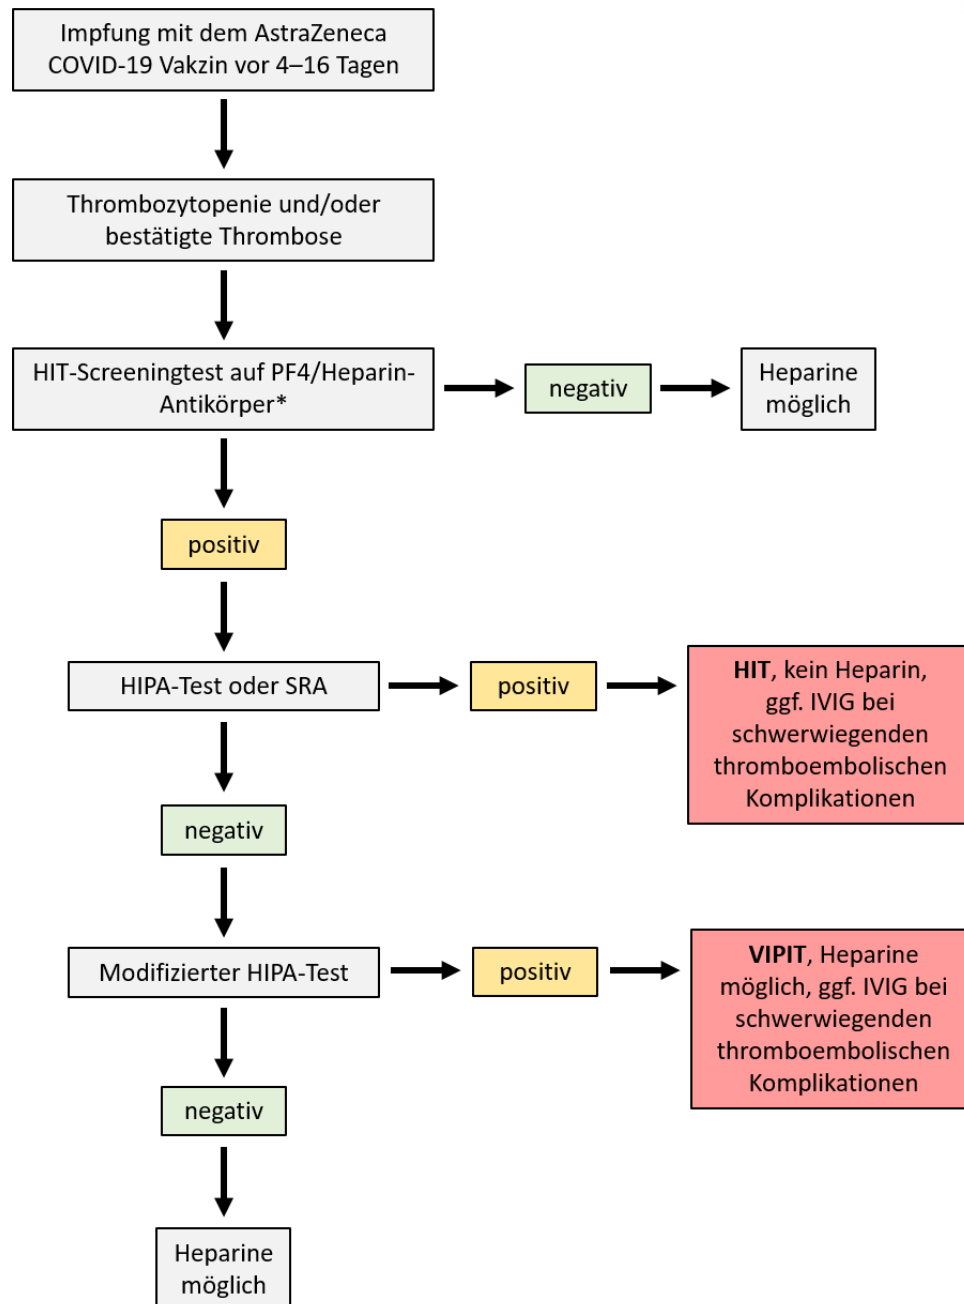 Impfung mit dem AstraZeneca
COVID-19 Vakzin vor 4–16 Tagen
Thrombozytopenie und/oder
bestätigte Thrombose
HIT-Screeningtest auf PF4/Heparin-
Antikörper*
negativ
Heparine
möglich
positiv
HIPA-Test oder SRA
positiv
HIT, kein Heparin,
ggf. IVIG bei
schwerwiegenden
thromboembolischen
Komplikationen
negativ
Modifizierter HIPA-Test
positiv
VIPIT, Heparine
möglich, ggf. IVIG bei
schwerwiegenden
thromboembolischen
Komplikationen
negativ
Heparine
möglich